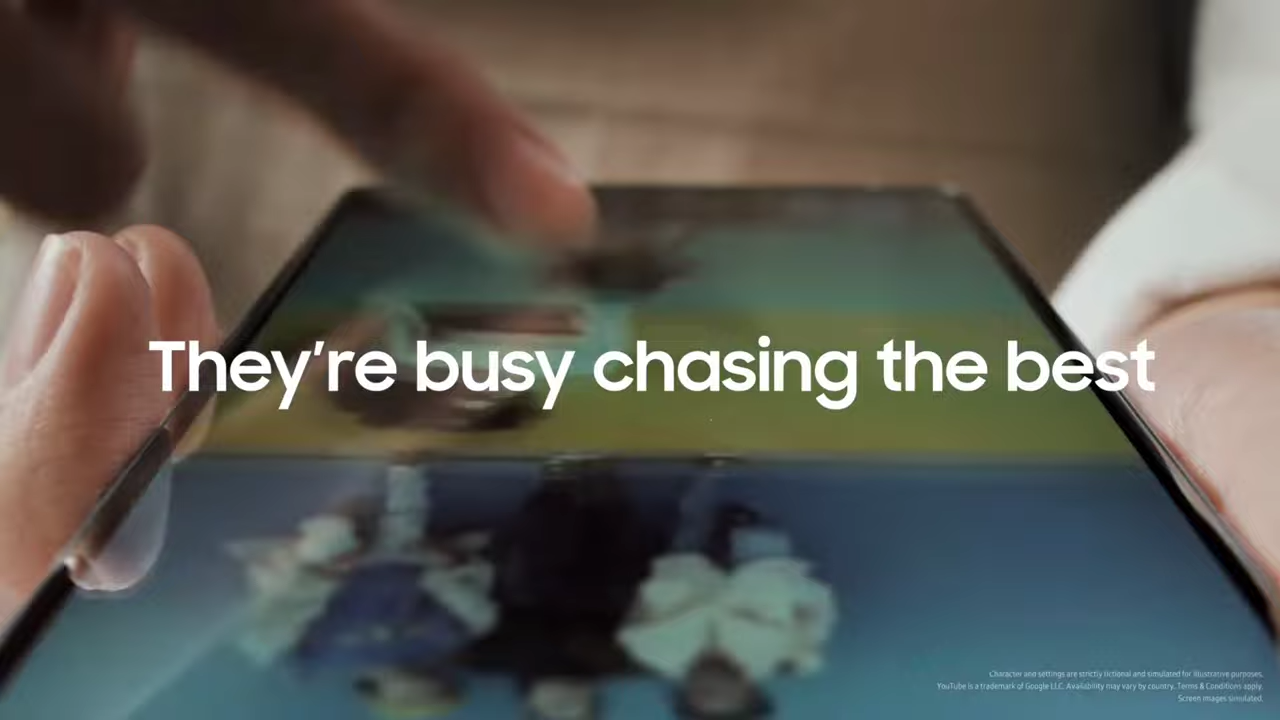 They're busy chasing the best
Character and settings are strictly fictional and simulated for illustrative purposes.
YouTube is a trademark of Google LLC. Availability may vary by country. Terms & Conditions apply.
Screen images simulated.